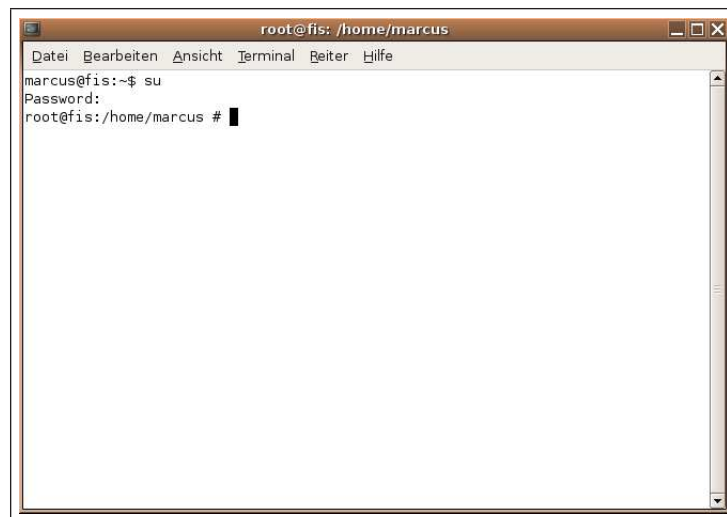 root@fis: /home/marcus
Datei Bearbeiten Ansicht Terminal Reiter Hilfe
marcus@fis:~$ su
Password:
root@fis:/home/marcus #